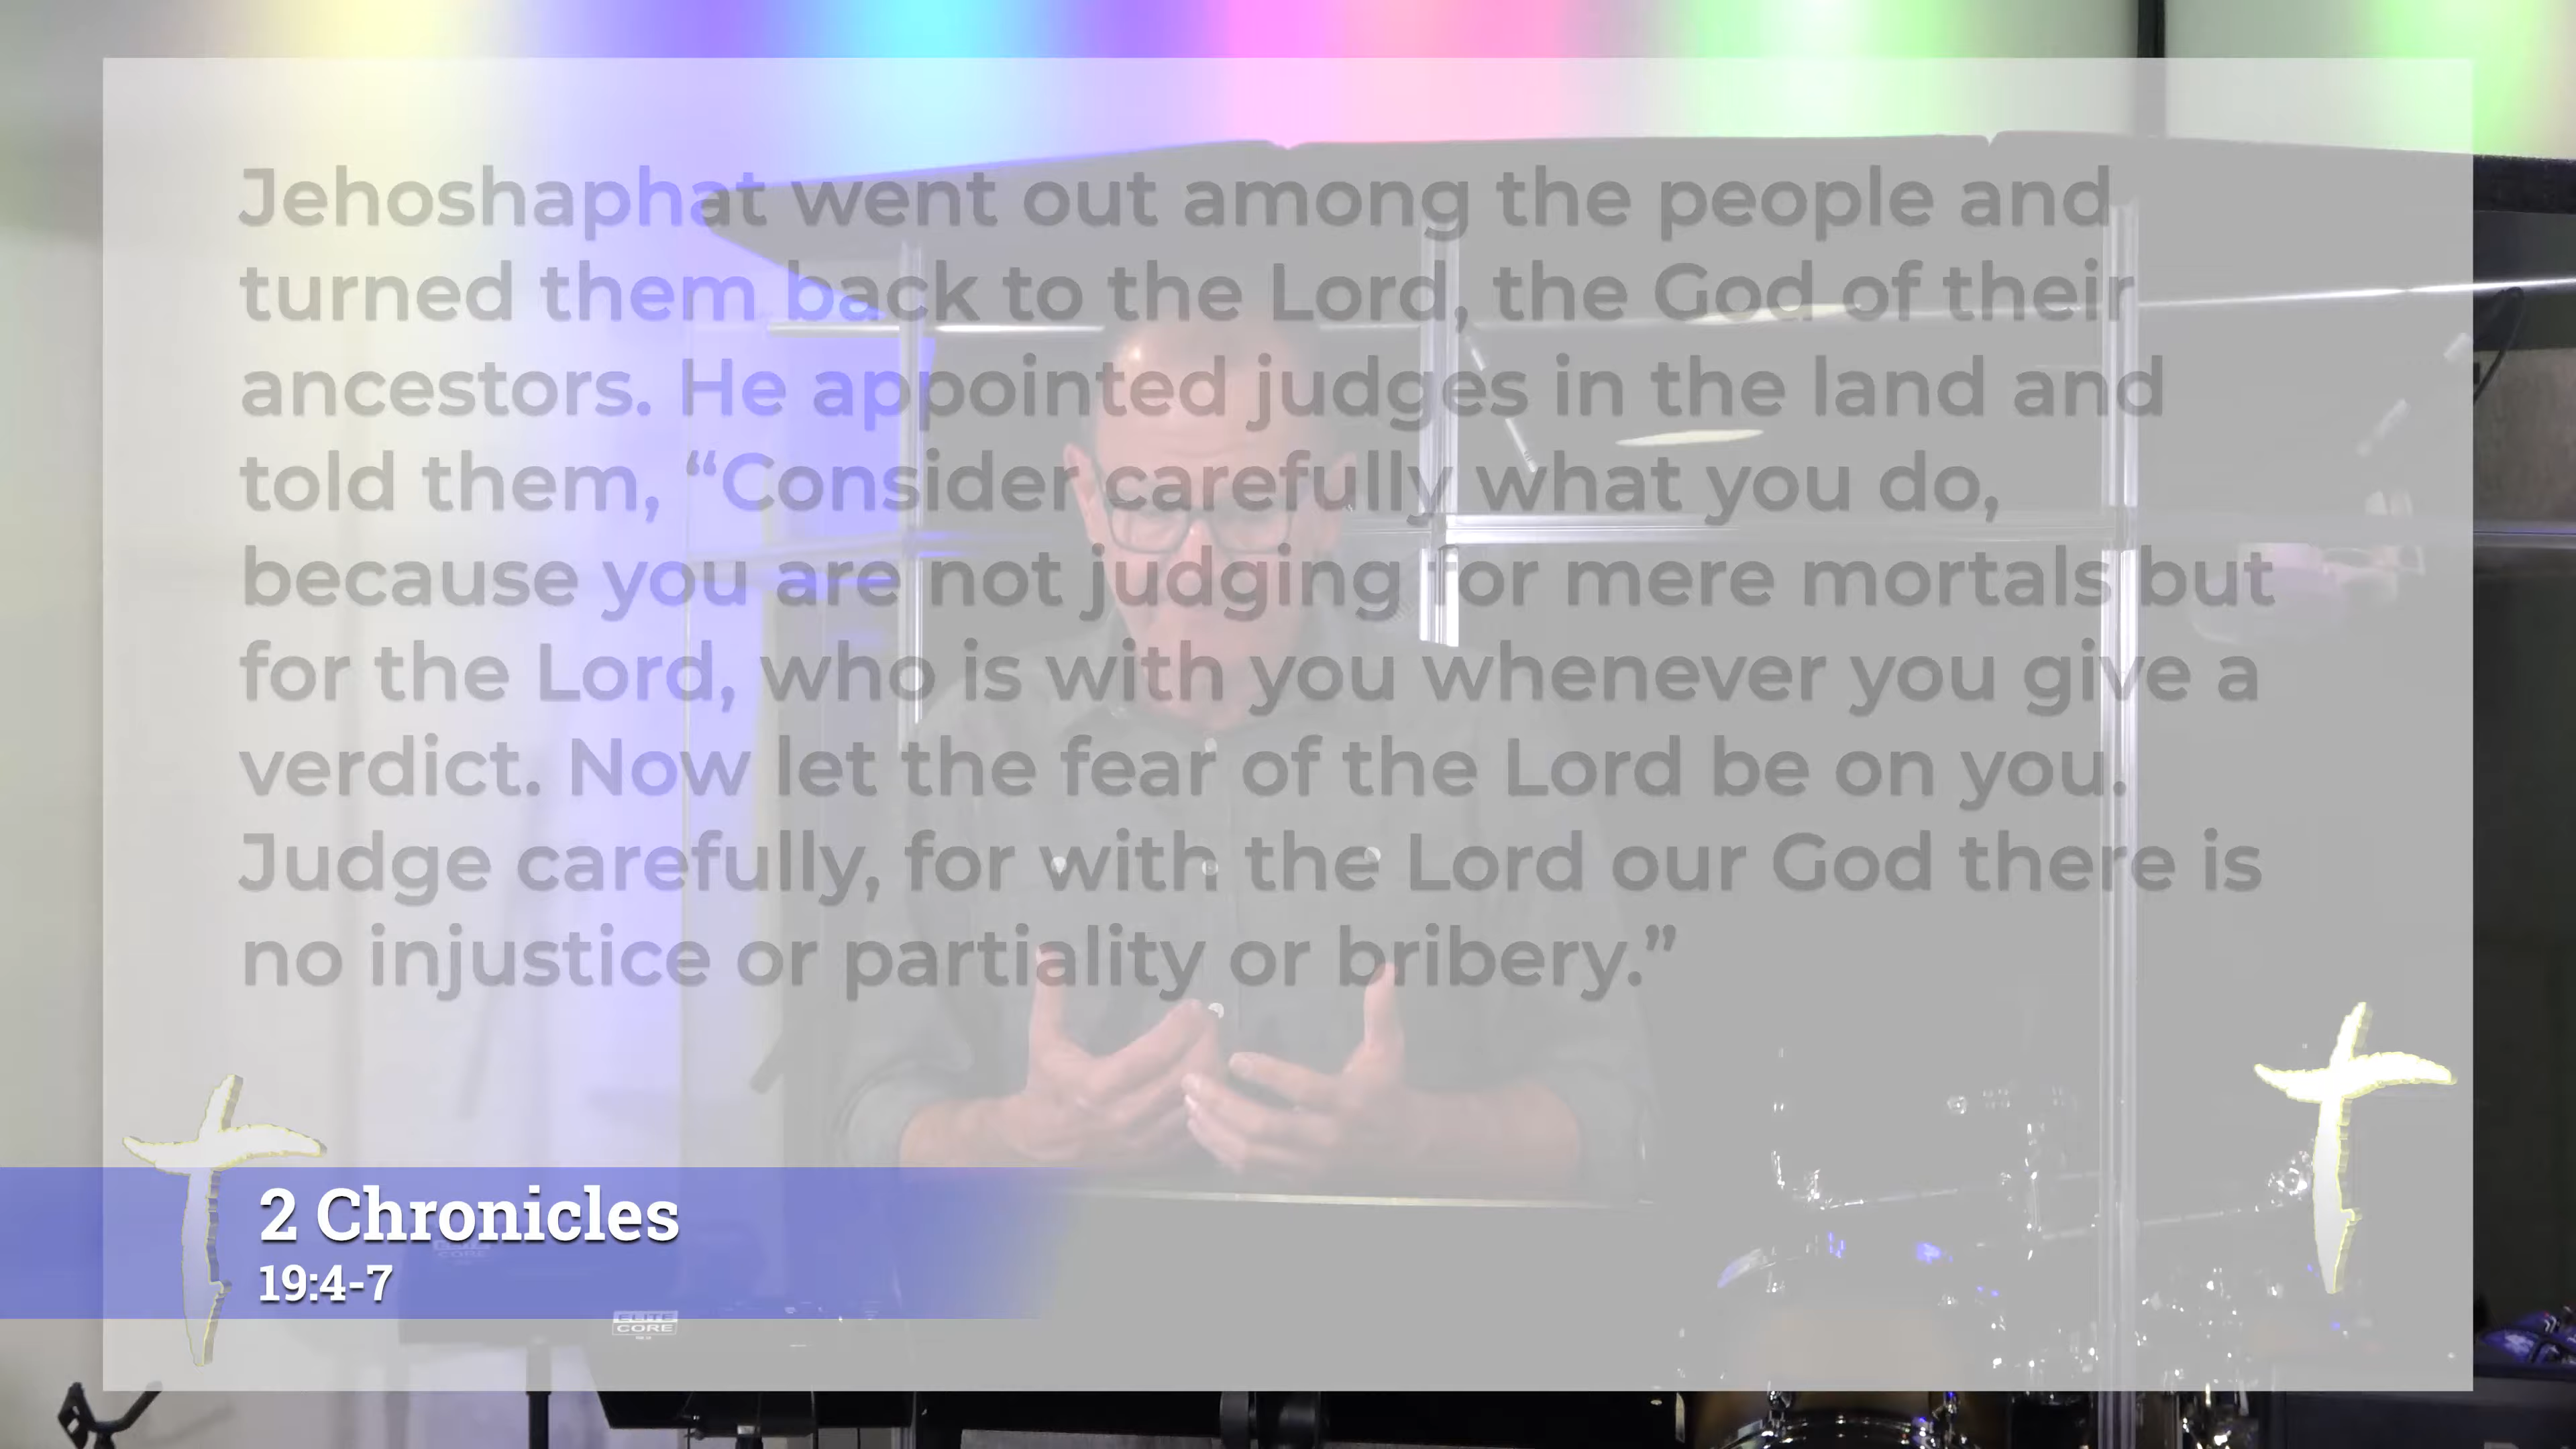 Jehoshaphat went out among the people and
turned them back to the Lord, the God of their
ancestors. He appointed judges in the land and
told them, “Consider carefully what you do,
because you are not judging for mere mortals but
for the Lord, who is with you whenever you give a
verdict. Now let the fear of the Lord be on you.
Judge carefully, for with the Lord our God there is
no injustice or partiality or bribery.”
2 Chronicles
19:4-7
ELITE
CORE